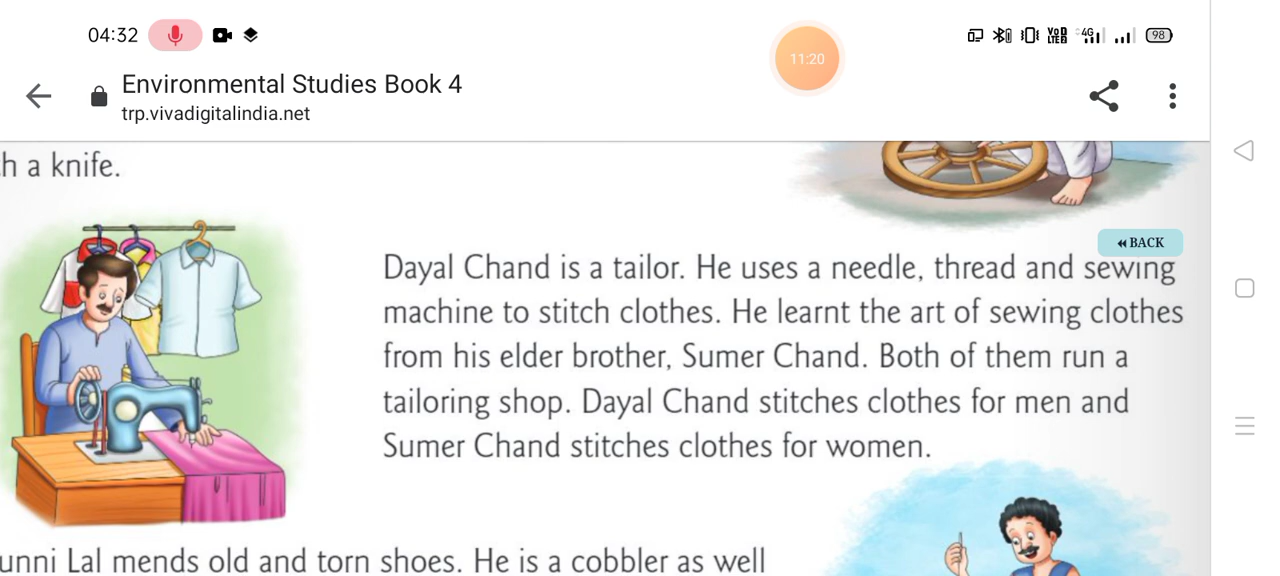 04:32
11:20
VoD
LTEB
4G
98
Environmental Studies Book 4
trp.vivadigitalindia.net
h a knife.
BACK
Dayal Chand is a tailor. He uses a needle, thread and sewing
machine to stitch clothes. He learnt the art of sewing clothes
from his elder brother, Sumer Chand. Both of them run a
tailoring shop. Dayal Chand stitches clothes for men and
Sumer Chand stitches clothes for women.
unni Lal mends old and torn shoes. He is a cobbler as well